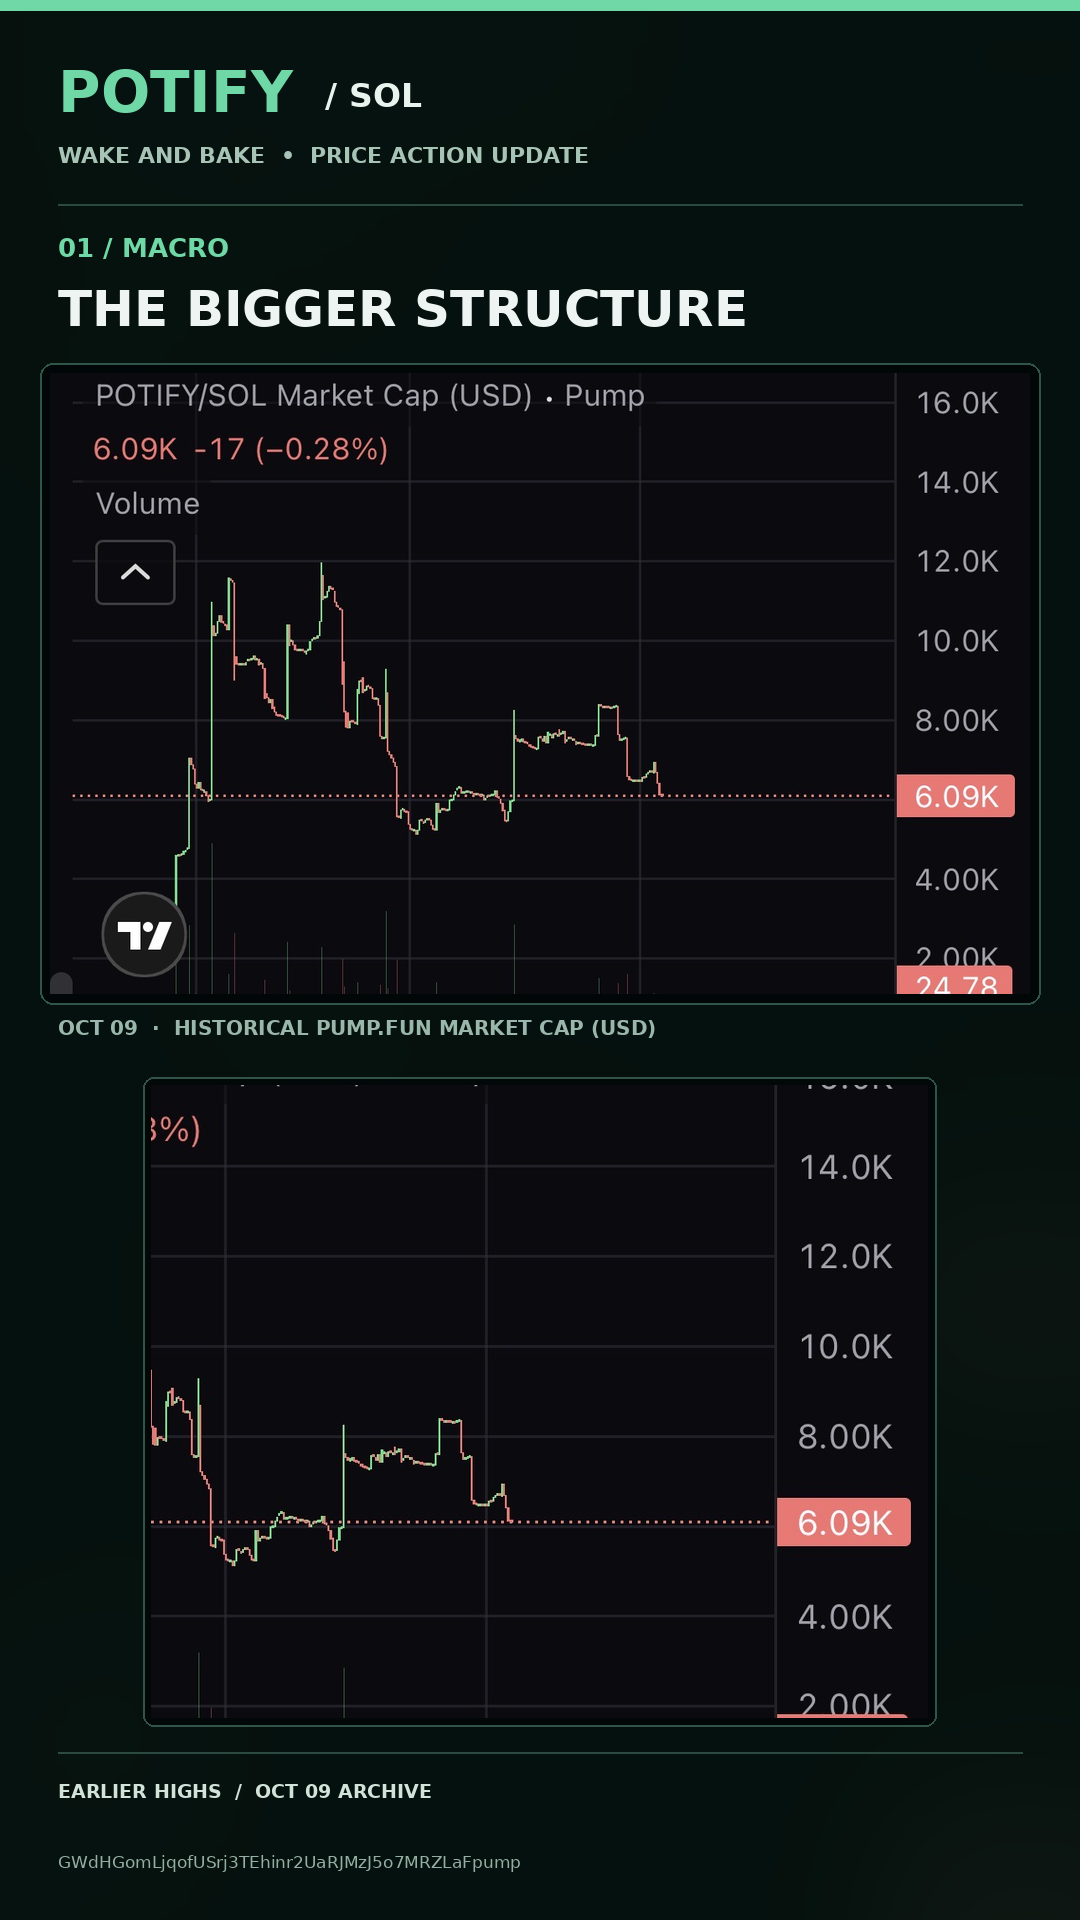 POTIFY / SOL
WAKE AND BAKE • PRICE ACTION UPDATE
01 / MACRO
THE BIGGER STRUCTURE
POTIFY/SOL Market Cap (USD) · Pump
6.09K -17 (−0.28%)
Volume
16.0K
14.0K
12.0K
10.0K
8.00K
6.09K
4.00K
2.00K
24.78
OCT 09 · HISTORICAL PUMP.FUN MARKET CAP (USD)
%)
14.0K
12.0K
10.0K
8.00K
6.09K
4.00K
2.00K
EARLIER HIGHS / OCT 09 ARCHIVE
GWdHGomLjqofUSrj3TEhinr2UaRJMzJ5o7MRZLaFpump